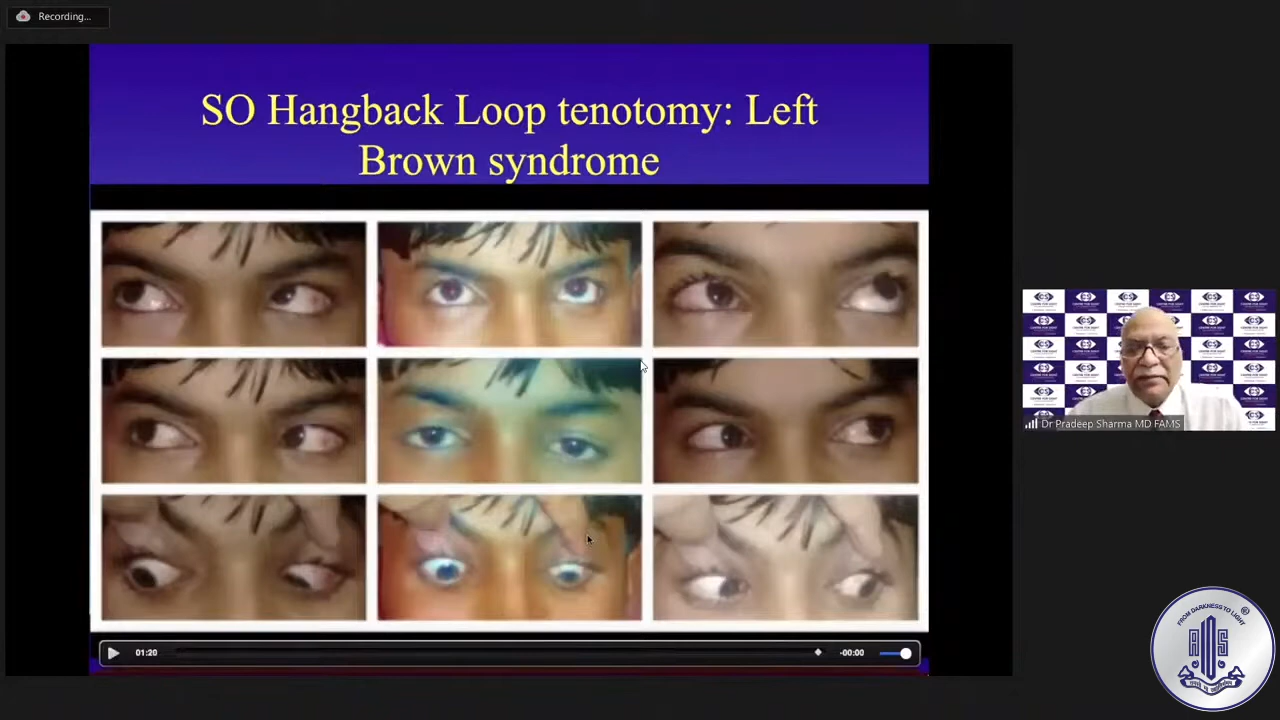 Recording...
SO Hangback Loop tenotomy: Left
Brown syndrome
01:20
-00:00
Dr Pradeep Sharma MD FAMS
FROM DARKNESS TO LIGHT